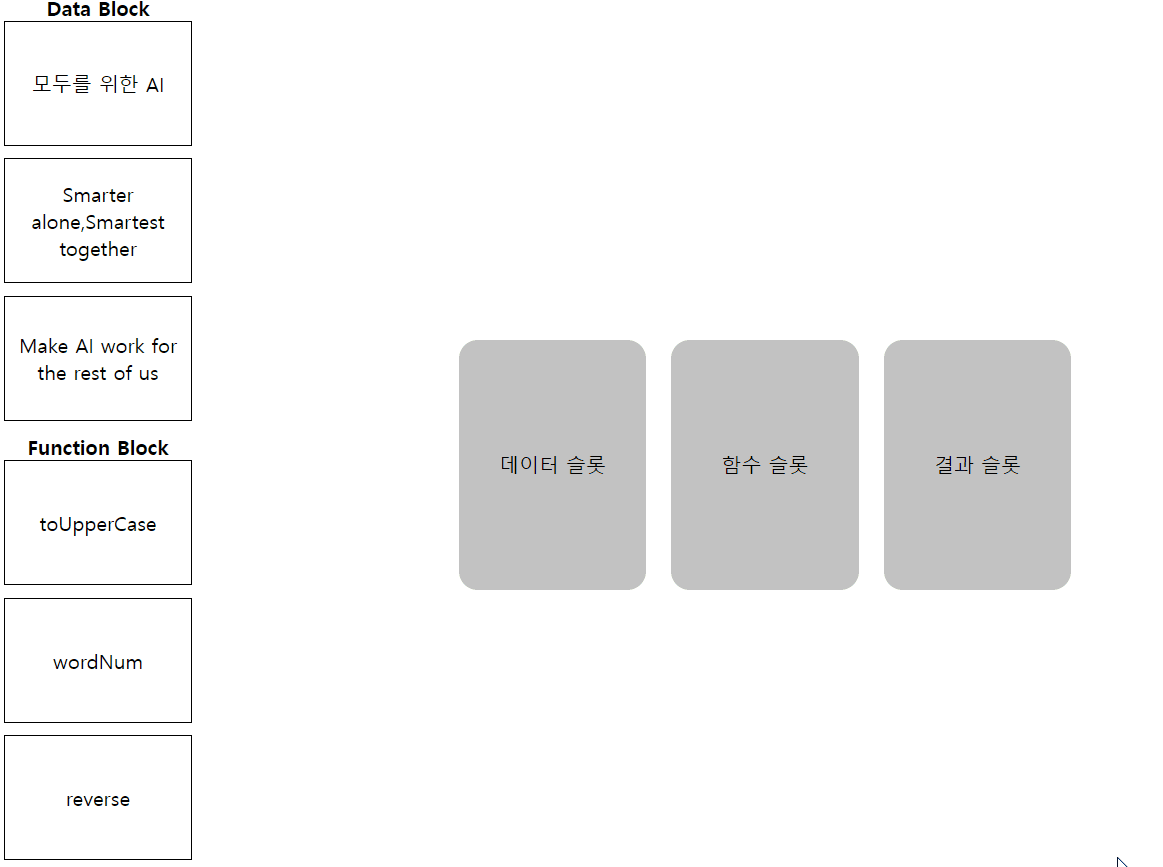 Data Block
모두를 위한 AI
Smarter
alone,Smartest
together
Make AI work for
the rest of us
Function Block
toUpperCase
wordNum
reverse
데이터 슬롯
함수 슬롯
결과 슬롯